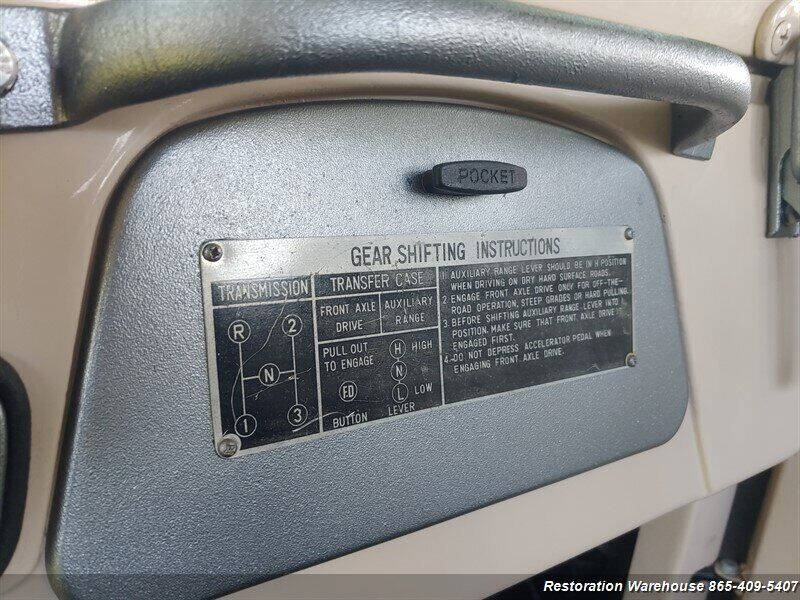 POCKET
GEAR SHIFTING INSTRUCTIONS
TRANSMISSION
R 2
N
1 3
TRANSFER CASE
FRONT AXLE
DRIVE
PULL OUT
TO ENGAGE
F.D
BUTTON
AUXILIARY
RANGE
H HIGH
N
L LOW
LEVER
1. AUXILIARY RANGE LEVER SHOULD BE IN H POSITION
WHEN DRIVING ON DRY HARD SURFACE ROADS.
2. ENGAGE FRONT AXLE DRIVE ONLY FOR OFF-THE-
ROAD OPERATION, STEEP GRADES OR HARD PULLING.
3. BEFORE SHIFTING AUXILIARY RANGE LEVER INTO L
POSITION, MAKE SURE THAT FRONT AXLE DRIVE
ENGAGED FIRST.
4. DO NOT DEPRESS ACCELERATOR PEDAL WHEN
ENGAGING FRONT AXLE DRIVE.
Restoration Warehouse 865-409-5407